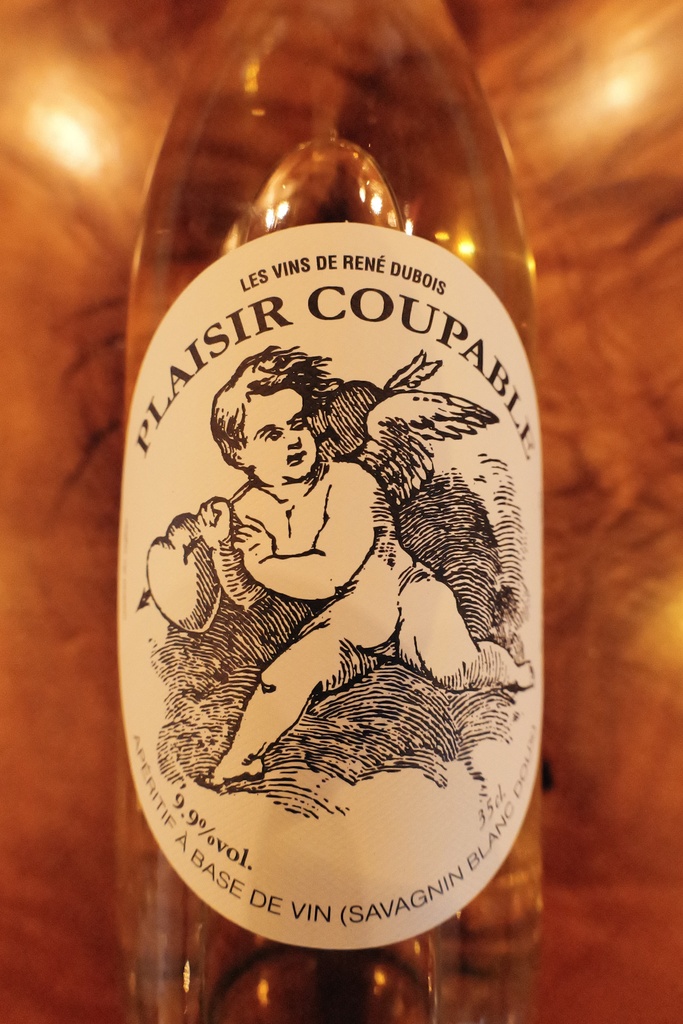 LES VINS DE RENÉ DUBOIS
PLAISIR COUPABLE
9.9%vol.
35cl.
APÉRITIF À BASE DE VIN (SAVAGNIN BLANC DOUX)